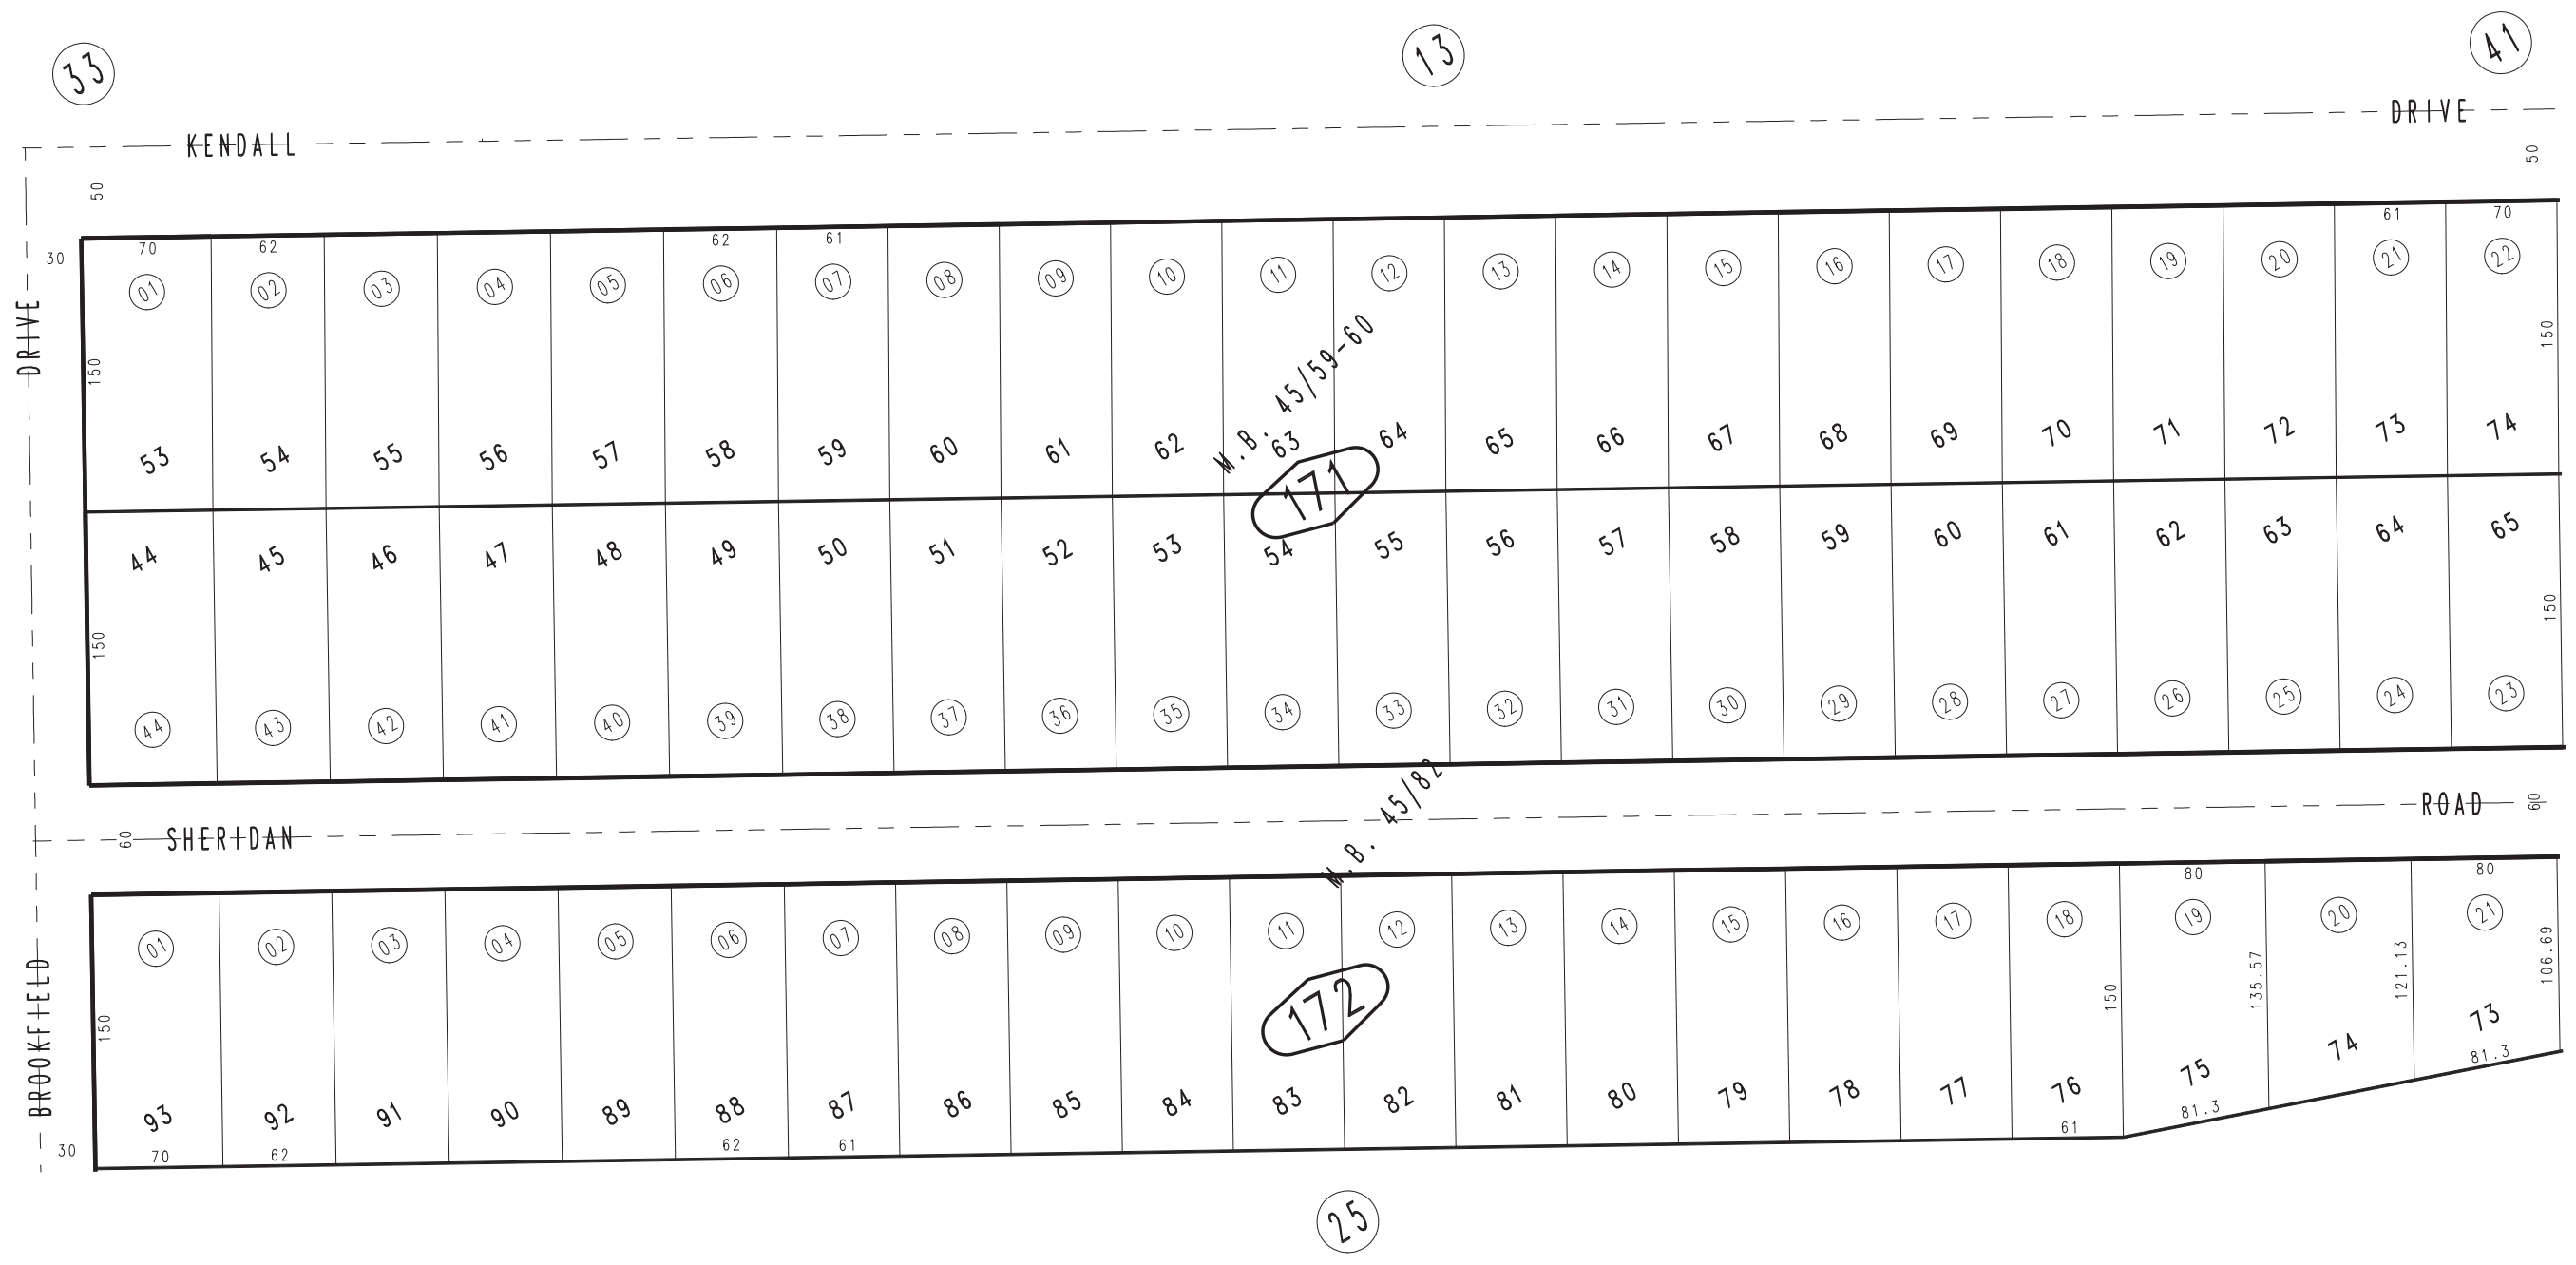 33 13 41
KENDALL DRIVE
50 50
70 62 62 61 61 70
30
01 02 03 04 05 06 07 08 09 10 11 12 13 14 15 16 17 18 19 20 21 22
DRIVE
150 150
M.B. 45/59-60
53 54 55 56 57 58 59 60 61 62 63 64 65 66 67 68 69 70 71 72 73 74
171
44 45 46 47 48 49 50 51 52 53 54 55 56 57 58 59 60 61 62 63 64 65
150 150
44 43 42 41 40 39 38 37 36 35 34 33 32 31 30 29 28 27 26 25 24 23
M.B. 45/82
60 SHERIDAN ROAD 60
80 80
01 02 03 04 05 06 07 08 09 10 11 12 13 14 15 16 17 18 19 20 21
BROOKFIELD
150 150 135.57 121.13 106.69
172
93 92 91 90 89 88 87 86 85 84 83 82 81 80 79 78 77 76 75 74 73
81.3 81.3
30 70 62 62 61 61
25